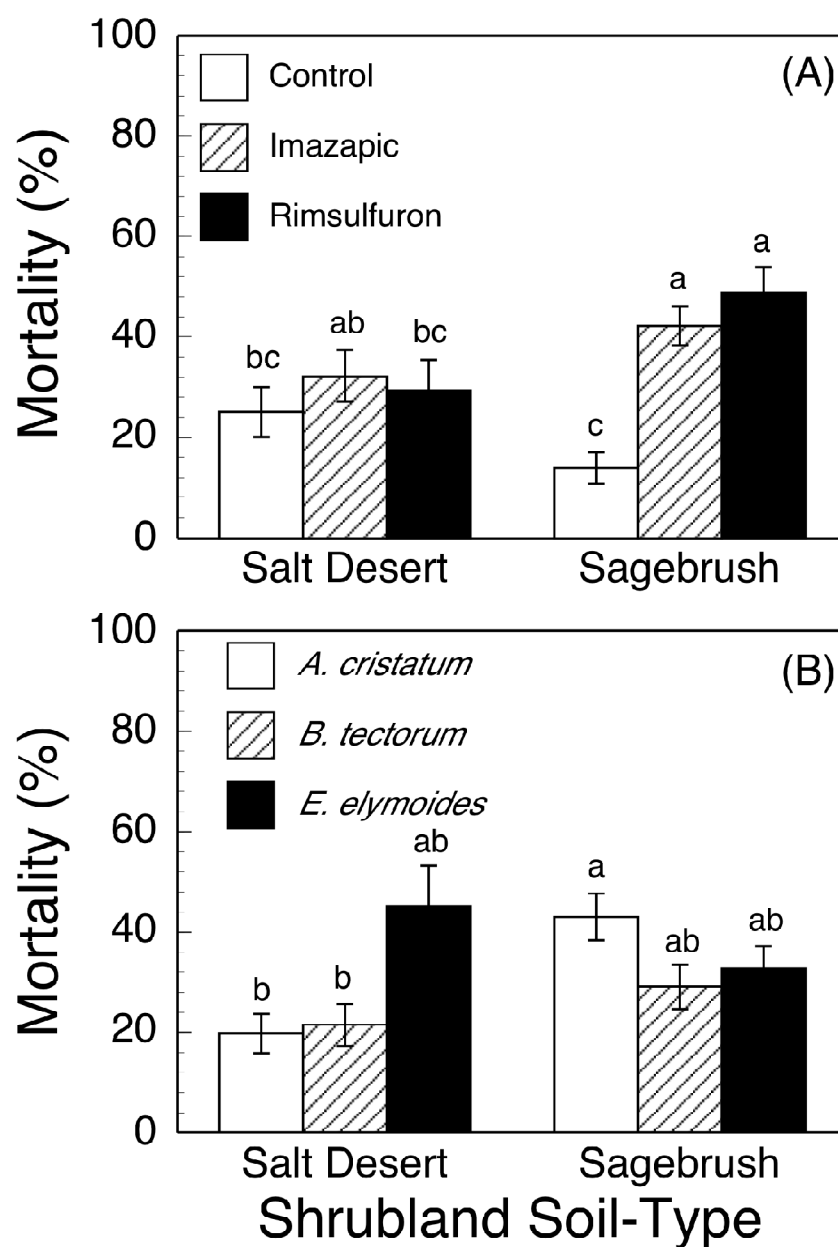 100
(A)
Control
80
Imazapic
Rimsulfuron
60
a
a
ab
40
bc
bc
c
20
0
Mortality (%)
Salt Desert
Sagebrush
100
(B)
A. cristatum
80
B. tectorum
E. elymoides
60
ab
a
40
ab
ab
b
b
20
0
Mortality (%)
Salt Desert
Sagebrush
Shrubland Soil-Type